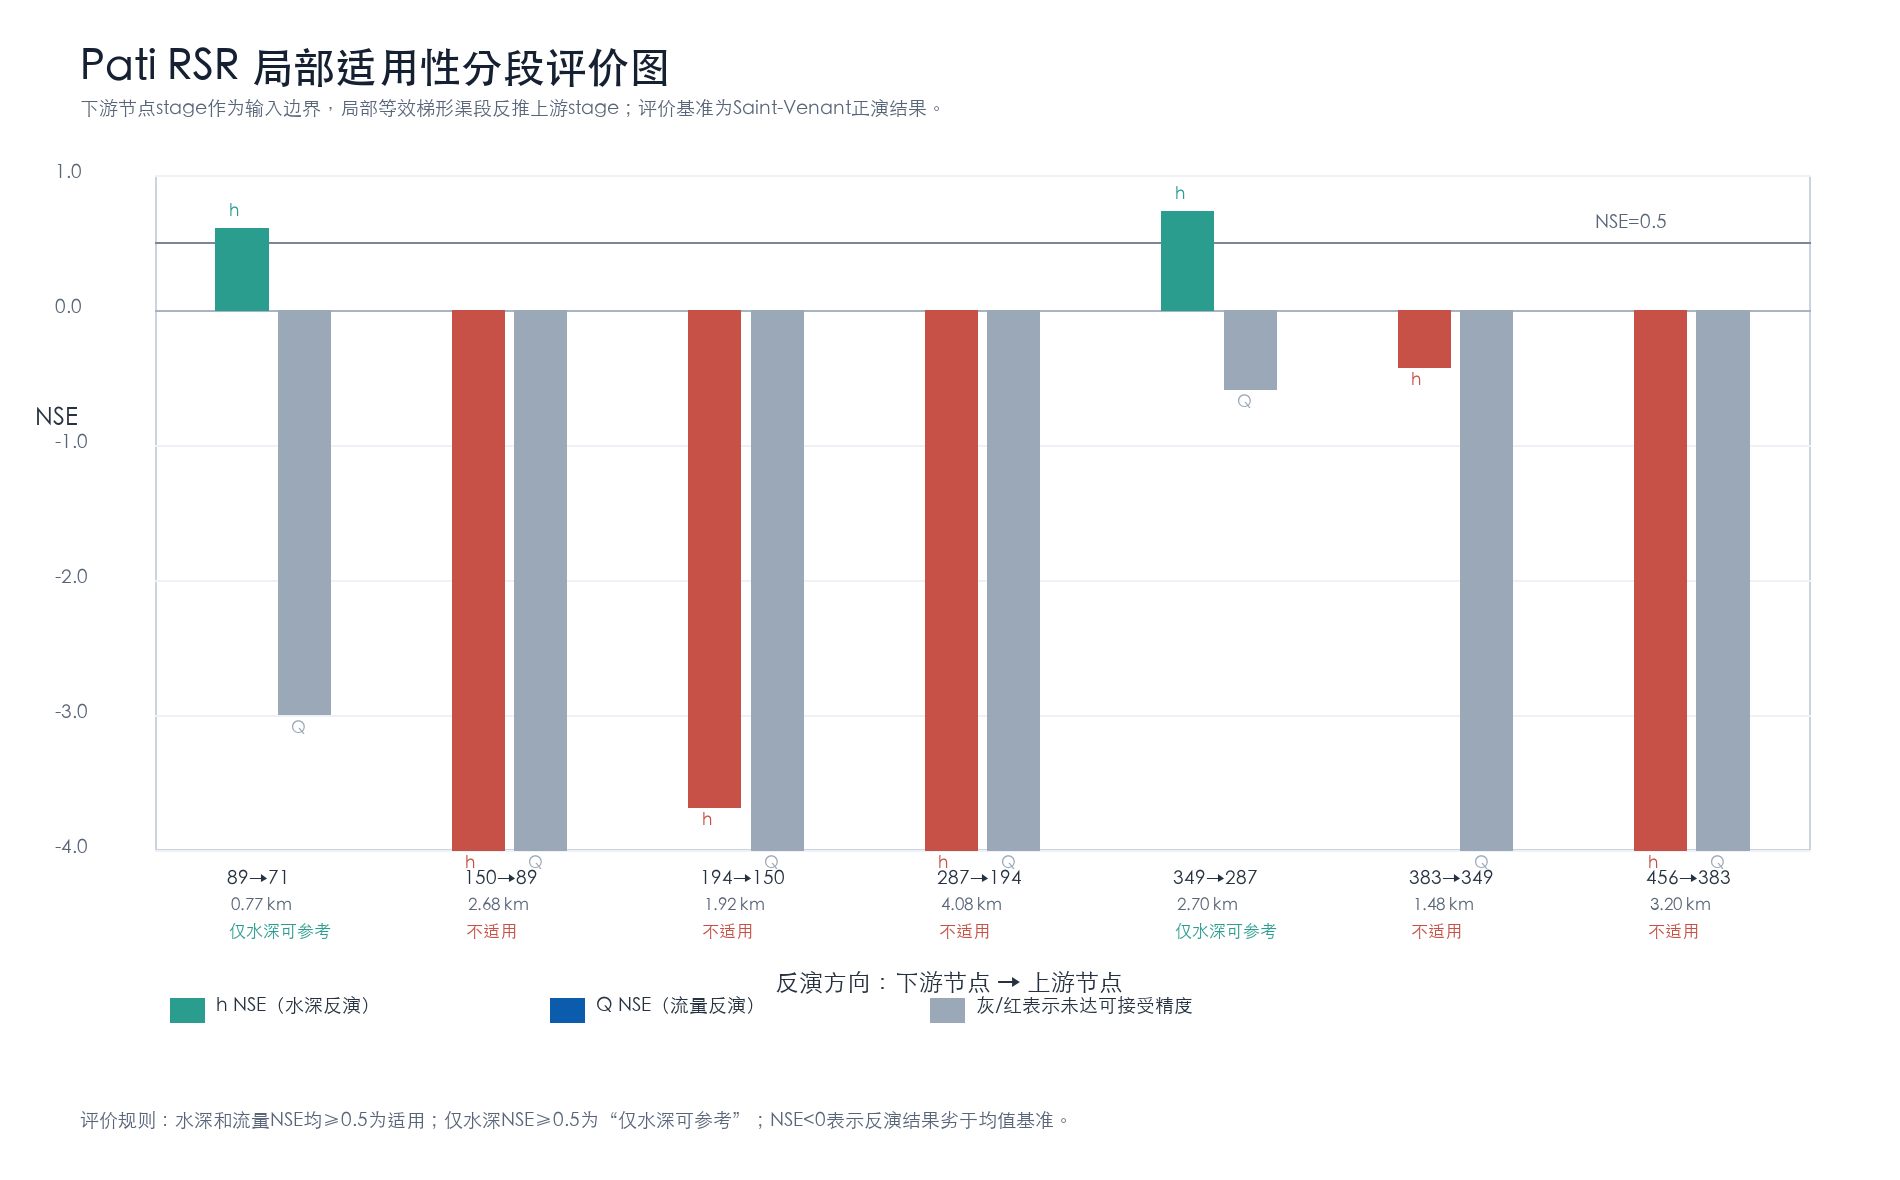 Pati RSR 局部适用性分段评价图
下游节点stage作为输入边界，局部等效梯形渠段反推上游stage；评价基准为Saint-Venant正演结果。
1.0
h
h
NSE=0.5
0.0
h
Q
NSE
-1.0
-2.0
-3.0
Q
h
-4.0
h Q Q h Q Q h Q
89→71 150→89 194→150 287→194 349→287 383→349 456→383
0.77 km 2.68 km 1.92 km 4.08 km 2.70 km 1.48 km 3.20 km
仅水深可参考 不适用 不适用 不适用 仅水深可参考 不适用 不适用
反演方向：下游节点 → 上游节点
h NSE（水深反演） Q NSE（流量反演） 灰/红表示未达可接受精度
评价规则：水深和流量NSE均≥0.5为适用；仅水深NSE≥0.5为“仅水深可参考”；NSE<0表示反演结果劣于均值基准。